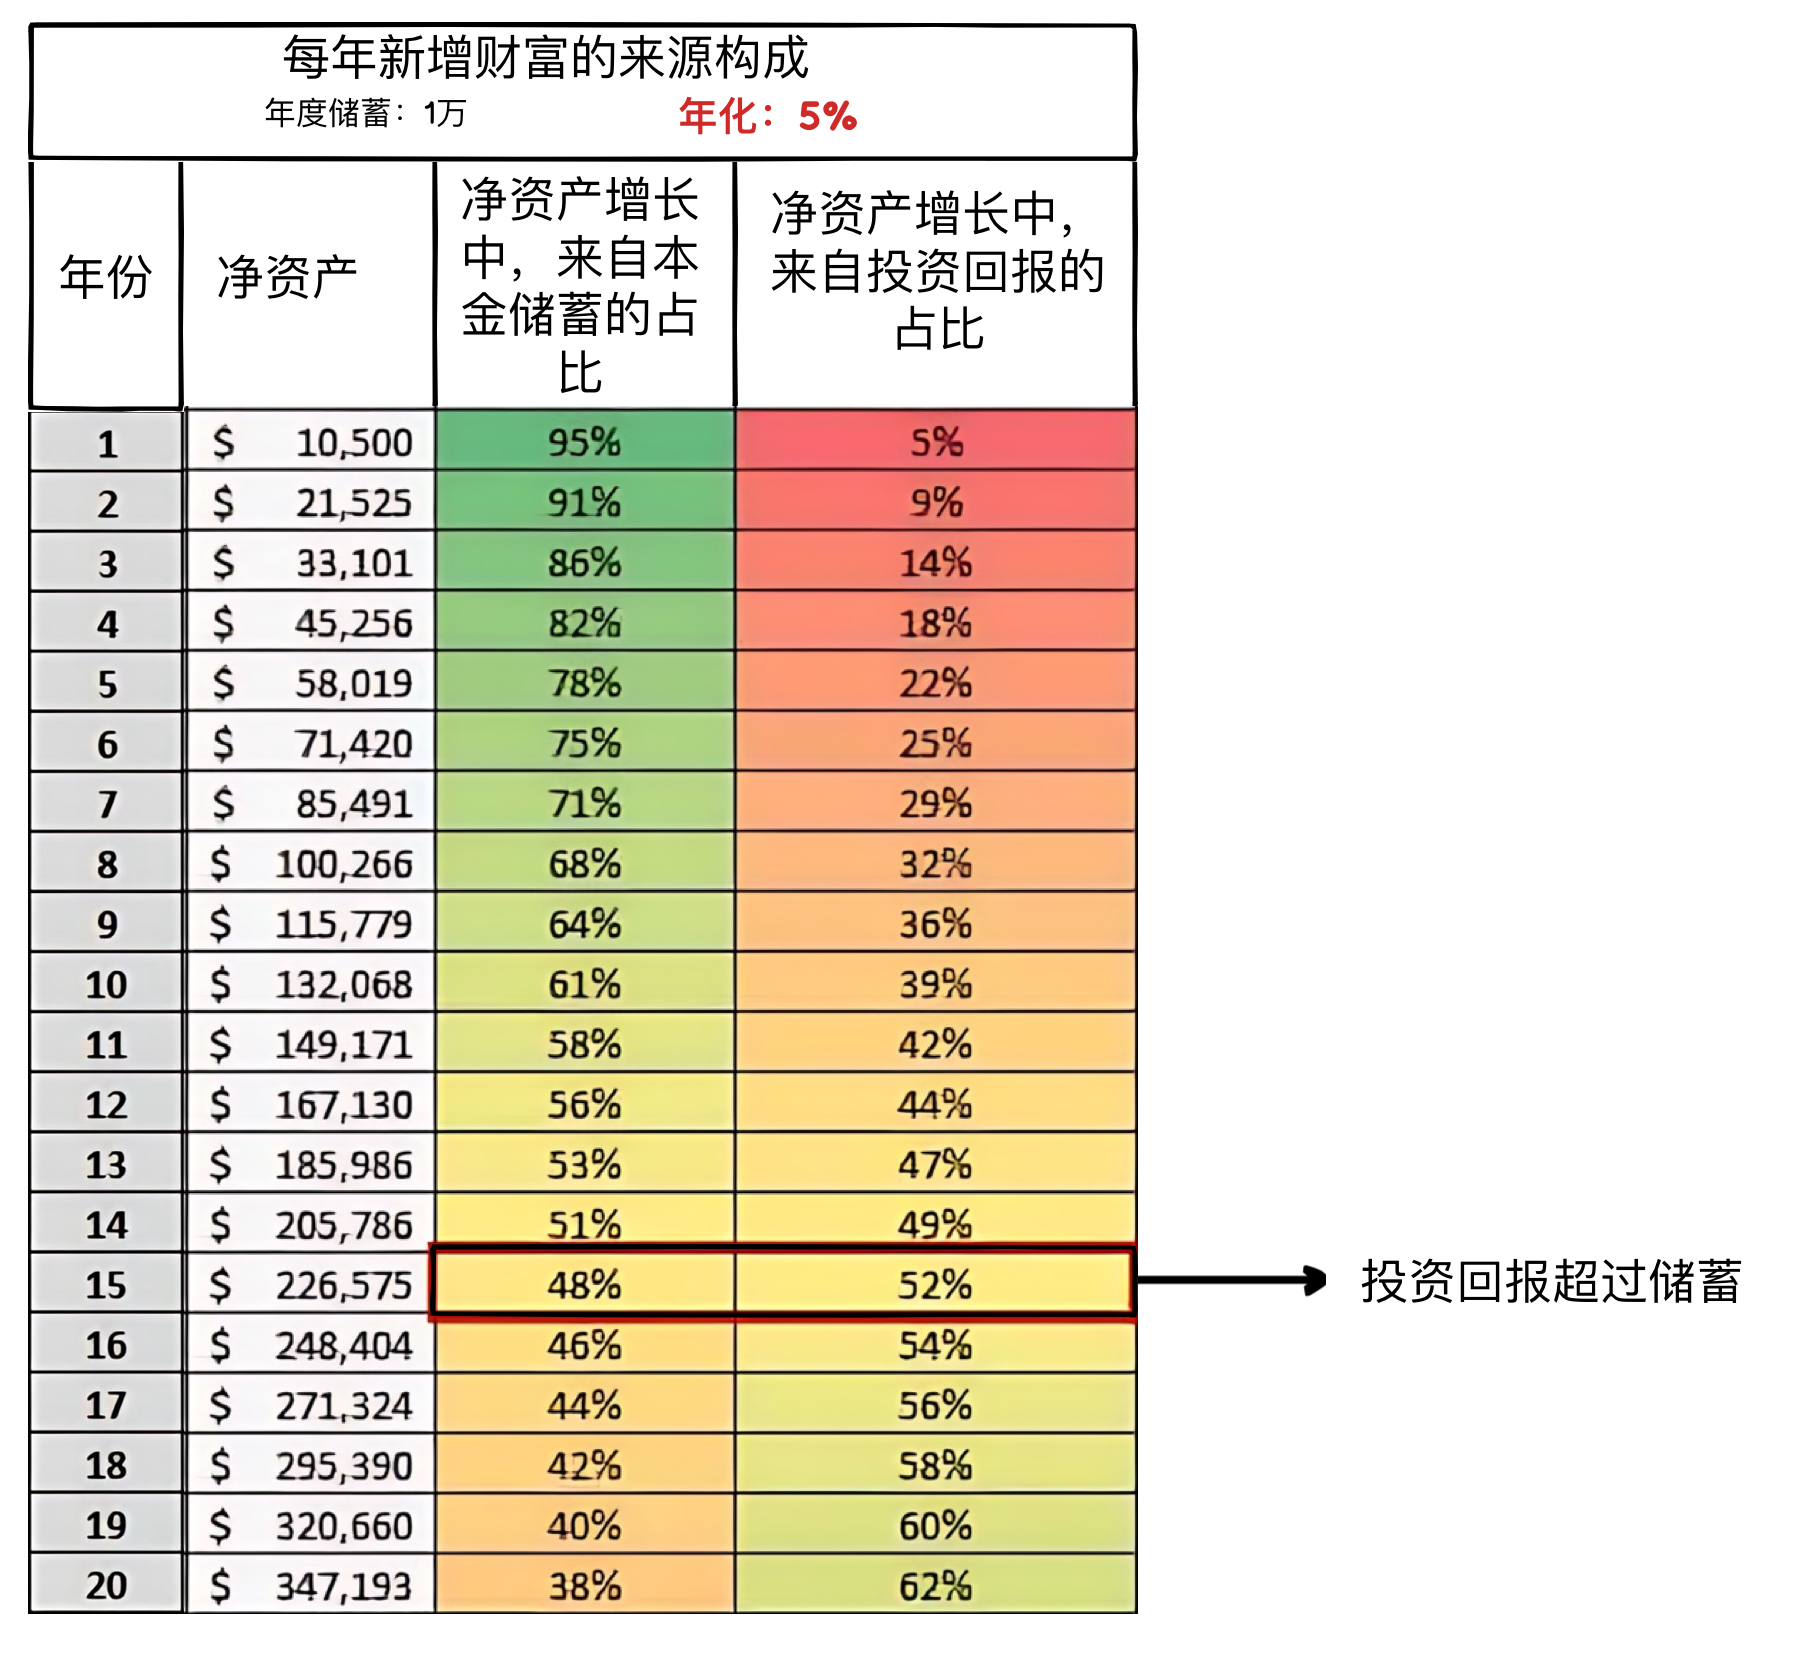 每年新增财富的来源构成
年度储蓄：1万 年化：5%
年份 净资产
净资产增长
中，来自本
金储蓄的占
比
净资产增长中，
来自投资回报的
占比
1 $ 10,500 95% 5%
2 $ 21,525 91% 9%
3 $ 33,101 86% 14%
4 $ 45,256 82% 18%
5 $ 58,019 78% 22%
6 $ 71,420 75% 25%
7 $ 85,491 71% 29%
8 $ 100,266 68% 32%
9 $ 115,779 64% 36%
10 $ 132,068 61% 39%
11 $ 149,171 58% 42%
12 $ 167,130 56% 44%
13 $ 185,986 53% 47%
14 $ 205,786 51% 49%
15 $ 226,575 48% 52% 投资回报超过储蓄
16 $ 248,404 46% 54%
17 $ 271,324 44% 56%
18 $ 295,390 42% 58%
19 $ 320,660 40% 60%
20 $ 347,193 38% 62%